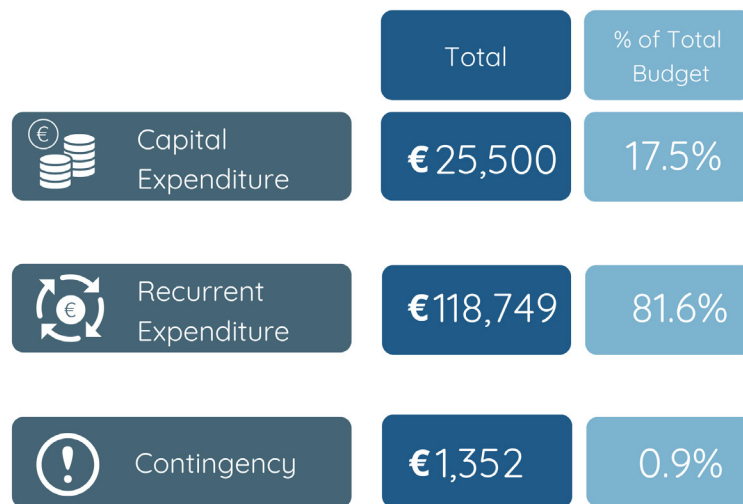 Total
% of Total
Budget
€
Capital
Expenditure
€ 25,500
17.5%
€
Recurrent
Expenditure
€118,749
81.6%
!
Contingency
€1,352
0.9%